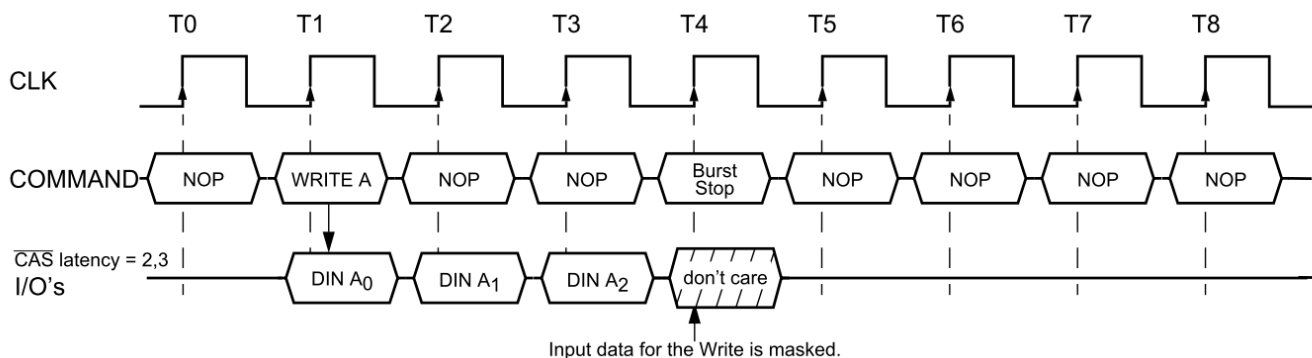 T0 T1 T2 T3 T4 T5 T6 T7 T8
CLK
COMMAND NOP WRITE A NOP NOP Burst Stop NOP NOP NOP NOP
CAS latency = 2,3
I/O's DIN A0 DIN A1 DIN A2 don't care
Input data for the Write is masked.